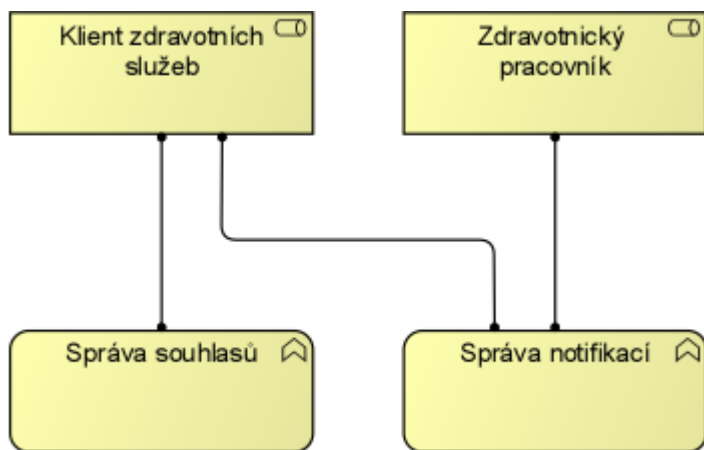 Klient zdravotních
služeb
Zdravotnický
pracovník
Správa souhlasů
Správa notifikací